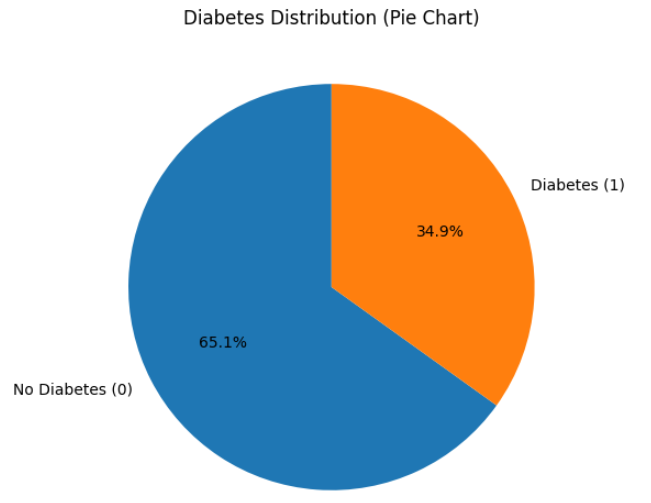 Diabetes Distribution (Pie Chart)
Diabetes (1)
34.9%
65.1%
No Diabetes (0)